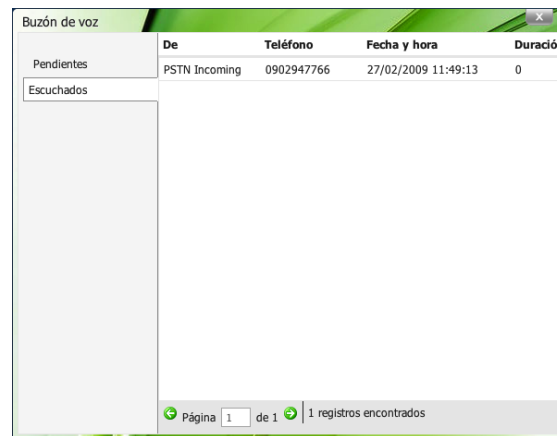 Buzón de voz
X
Pendientes
Escuchados
De Teléfono Fecha y hora Duració
PSTN Incoming 0902947766 27/02/2009 11:49:13 0
Página 1 de 1 1 registros encontrados